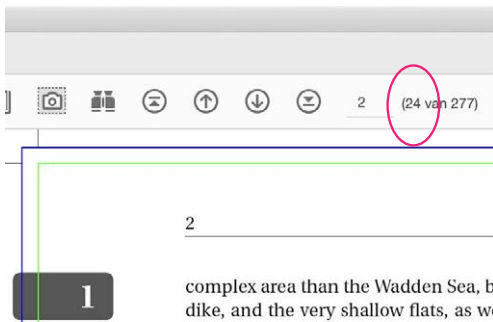 2 (24 van 277)
2
1
complex area than the Wadden Sea, b
dike, and the very shallow flats, as we